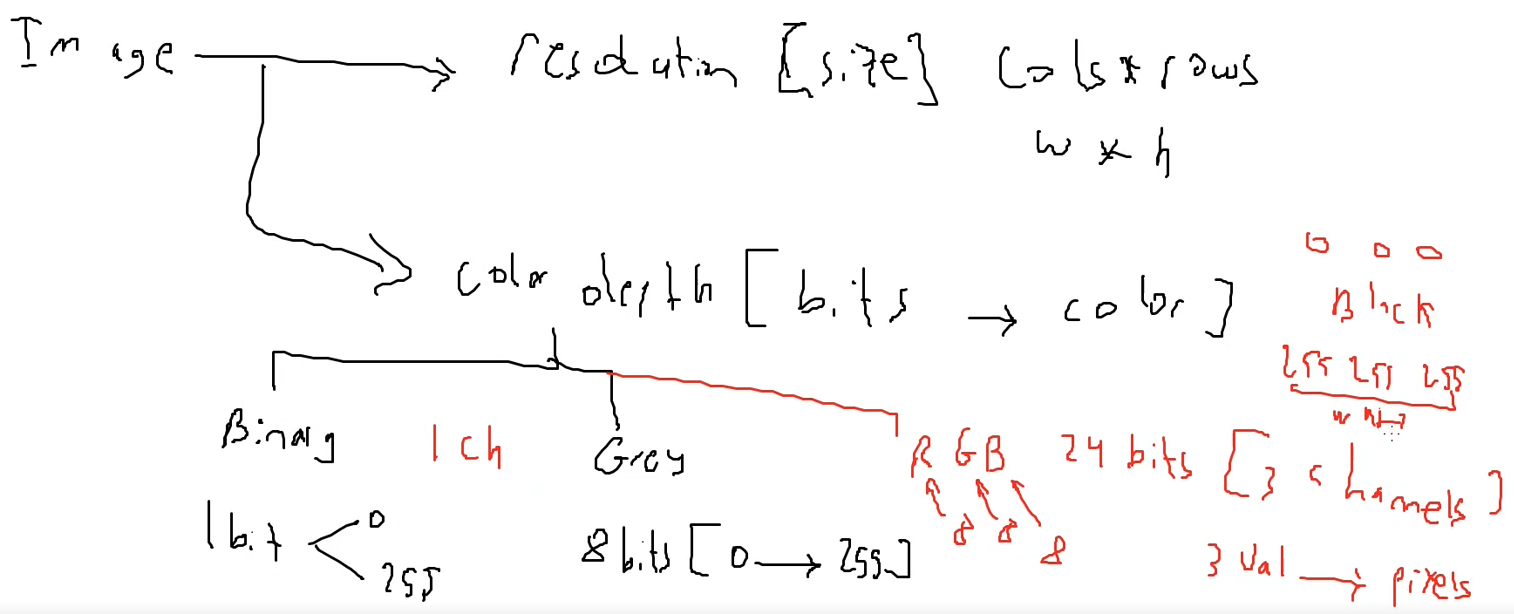 Image → resolution [size] cols * rows
w * h
color depth [bits → color]
0 0 0
Black
255 255 255
Binary 1 ch Grey RGB 24 bits [3 channels]
8 8 8
1 bit < 0
255
8 bits [0 → 255]
3 Val → pixels